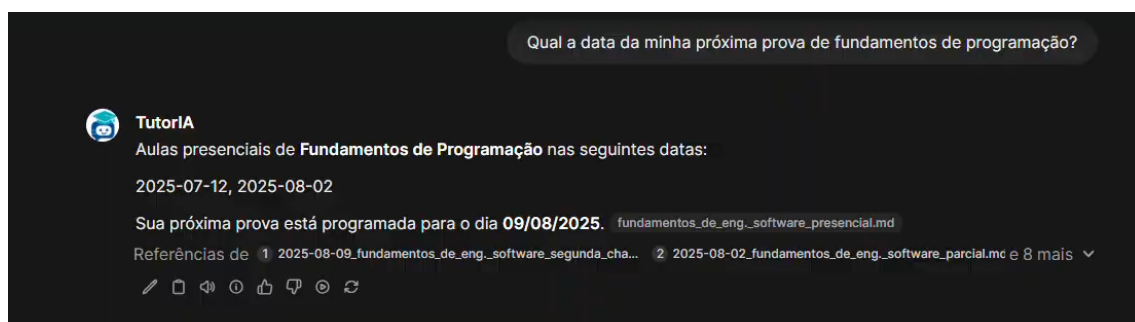 Qual a data da minha próxima prova de fundamentos de programação?
TutorIA
Aulas presenciais de Fundamentos de Programação nas seguintes datas:
2025-07-12, 2025-08-02
Sua próxima prova está programada para o dia 09/08/2025. fundamentos_de_eng._software_presencial.md
Referências de 1 2025-08-09_fundamentos_de_eng._software_segunda_cha... 2 2025-08-02_fundamentos_de_eng._software_parcial.mc e 8 mais